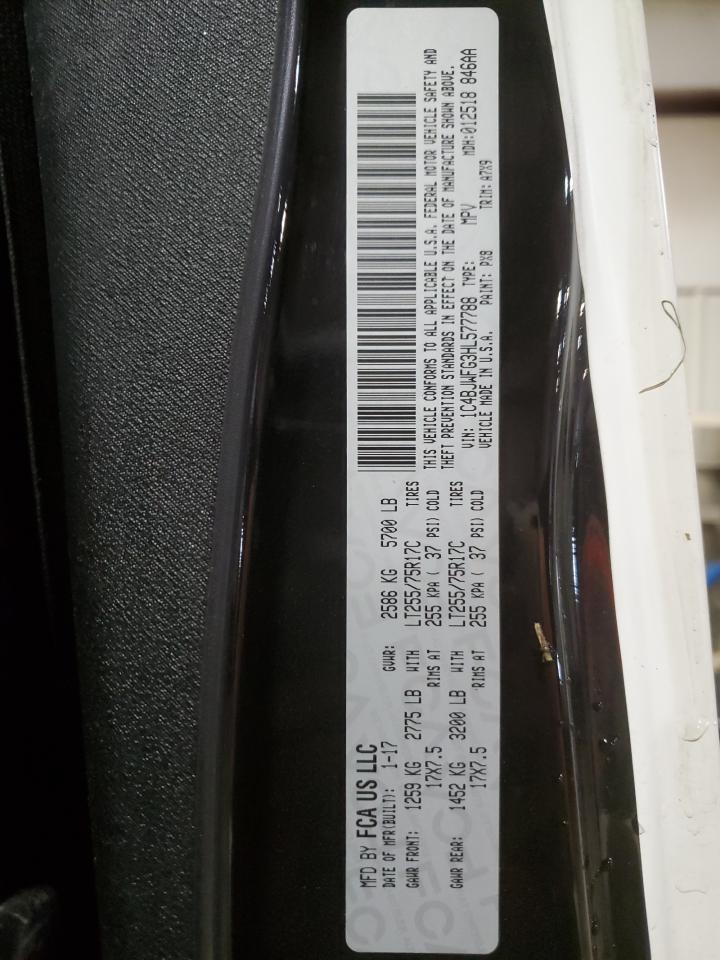 MFD BY FCA US LLC
DATE OF MFR(BUILT): 1-17 GVWR: 2586 KG 5700 LB
GAWR FRONT: 1259 KG 2775 LB WITH LT255/75R17C TIRES
17X7.5 RIMS AT 255 KPA ( 37 PSI) COLD
GAWR REAR: 1452 KG 3200 LB WITH LT255/75R17C TIRES
17X7.5 RIMS AT 255 KPA ( 37 PSI) COLD
THIS VEHICLE CONFORMS TO ALL APPLICABLE U.S.A. FEDERAL MOTOR VEHICLE SAFETY AND
THEFT PREVENTION STANDARDS IN EFFECT ON THE DATE OF MANUFACTURE SHOWN ABOVE.
VIN: 1C4BJWFG3HL577788 TYPE: MPV MDH:012518 846AA
VEHICLE MADE IN U.S.A. PAINT: PX8 TRIM: A7X9